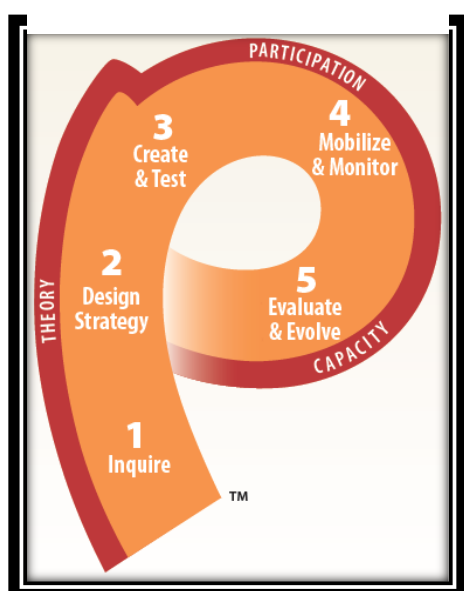 PARTICIPATION
3
Create
& Test
4
Mobilize
& Monitor
2
Design
Strategy
5
Evaluate
& Evolve
THEORY
CAPACITY
1
Inquire
TM